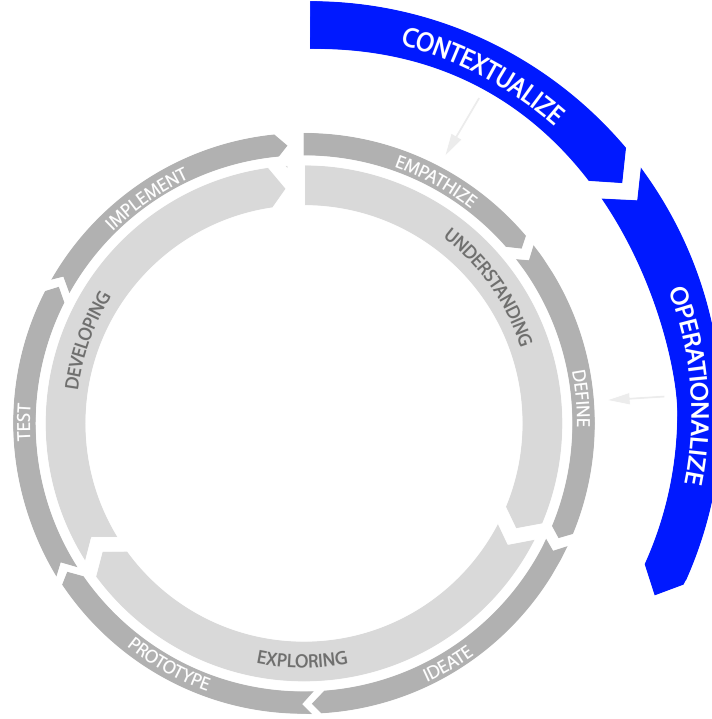 CONTEXTUALIZE
OPERATIONALIZE
EMPATHIZE
DEFINE
IDEATE
PROTOTYPE
TEST
IMPLEMENT
UNDERSTANDING
EXPLORING
DEVELOPING